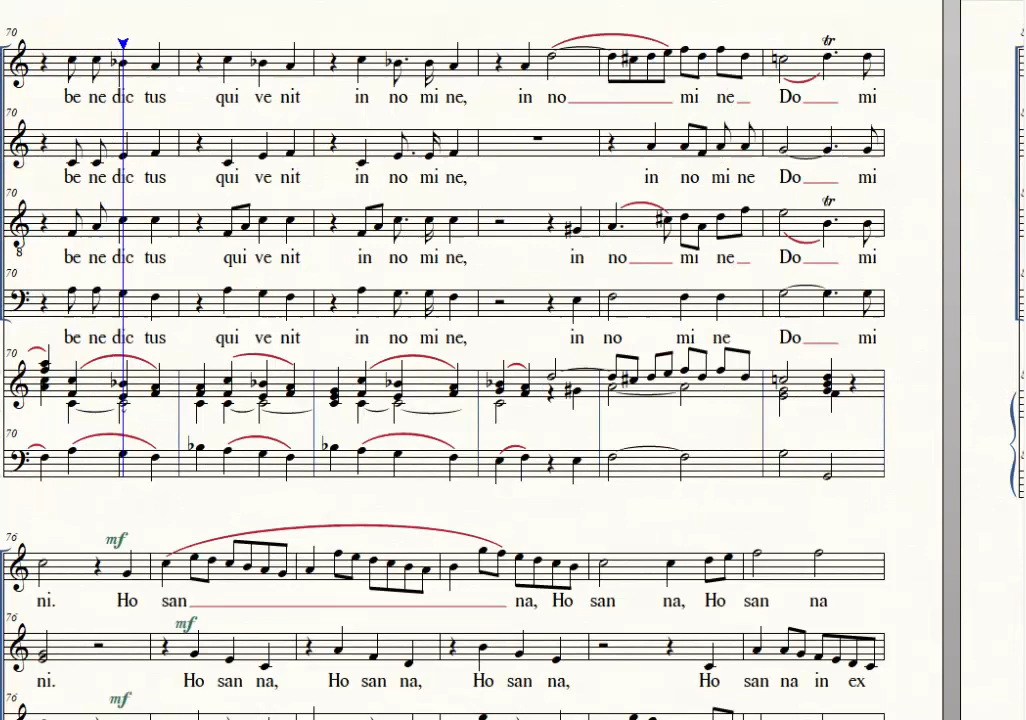 70
tr
be ne dic tus qui ve nit in no mi ne, in no mi ne Do mi
70
be ne dic tus qui ve nit in no mi ne, in no mi ne Do mi
70
tr
8
be ne dic tus qui ve nit in no mi ne, in no mi ne Do mi
70
be ne dic tus qui ve nit in no mi ne, in no mi ne Do mi
70
70
76
mf
ni. Ho san na, Ho san na, Ho san na
76
mf
ni. Ho san na, Ho san na, Ho san na, Ho san na in ex
76
mf